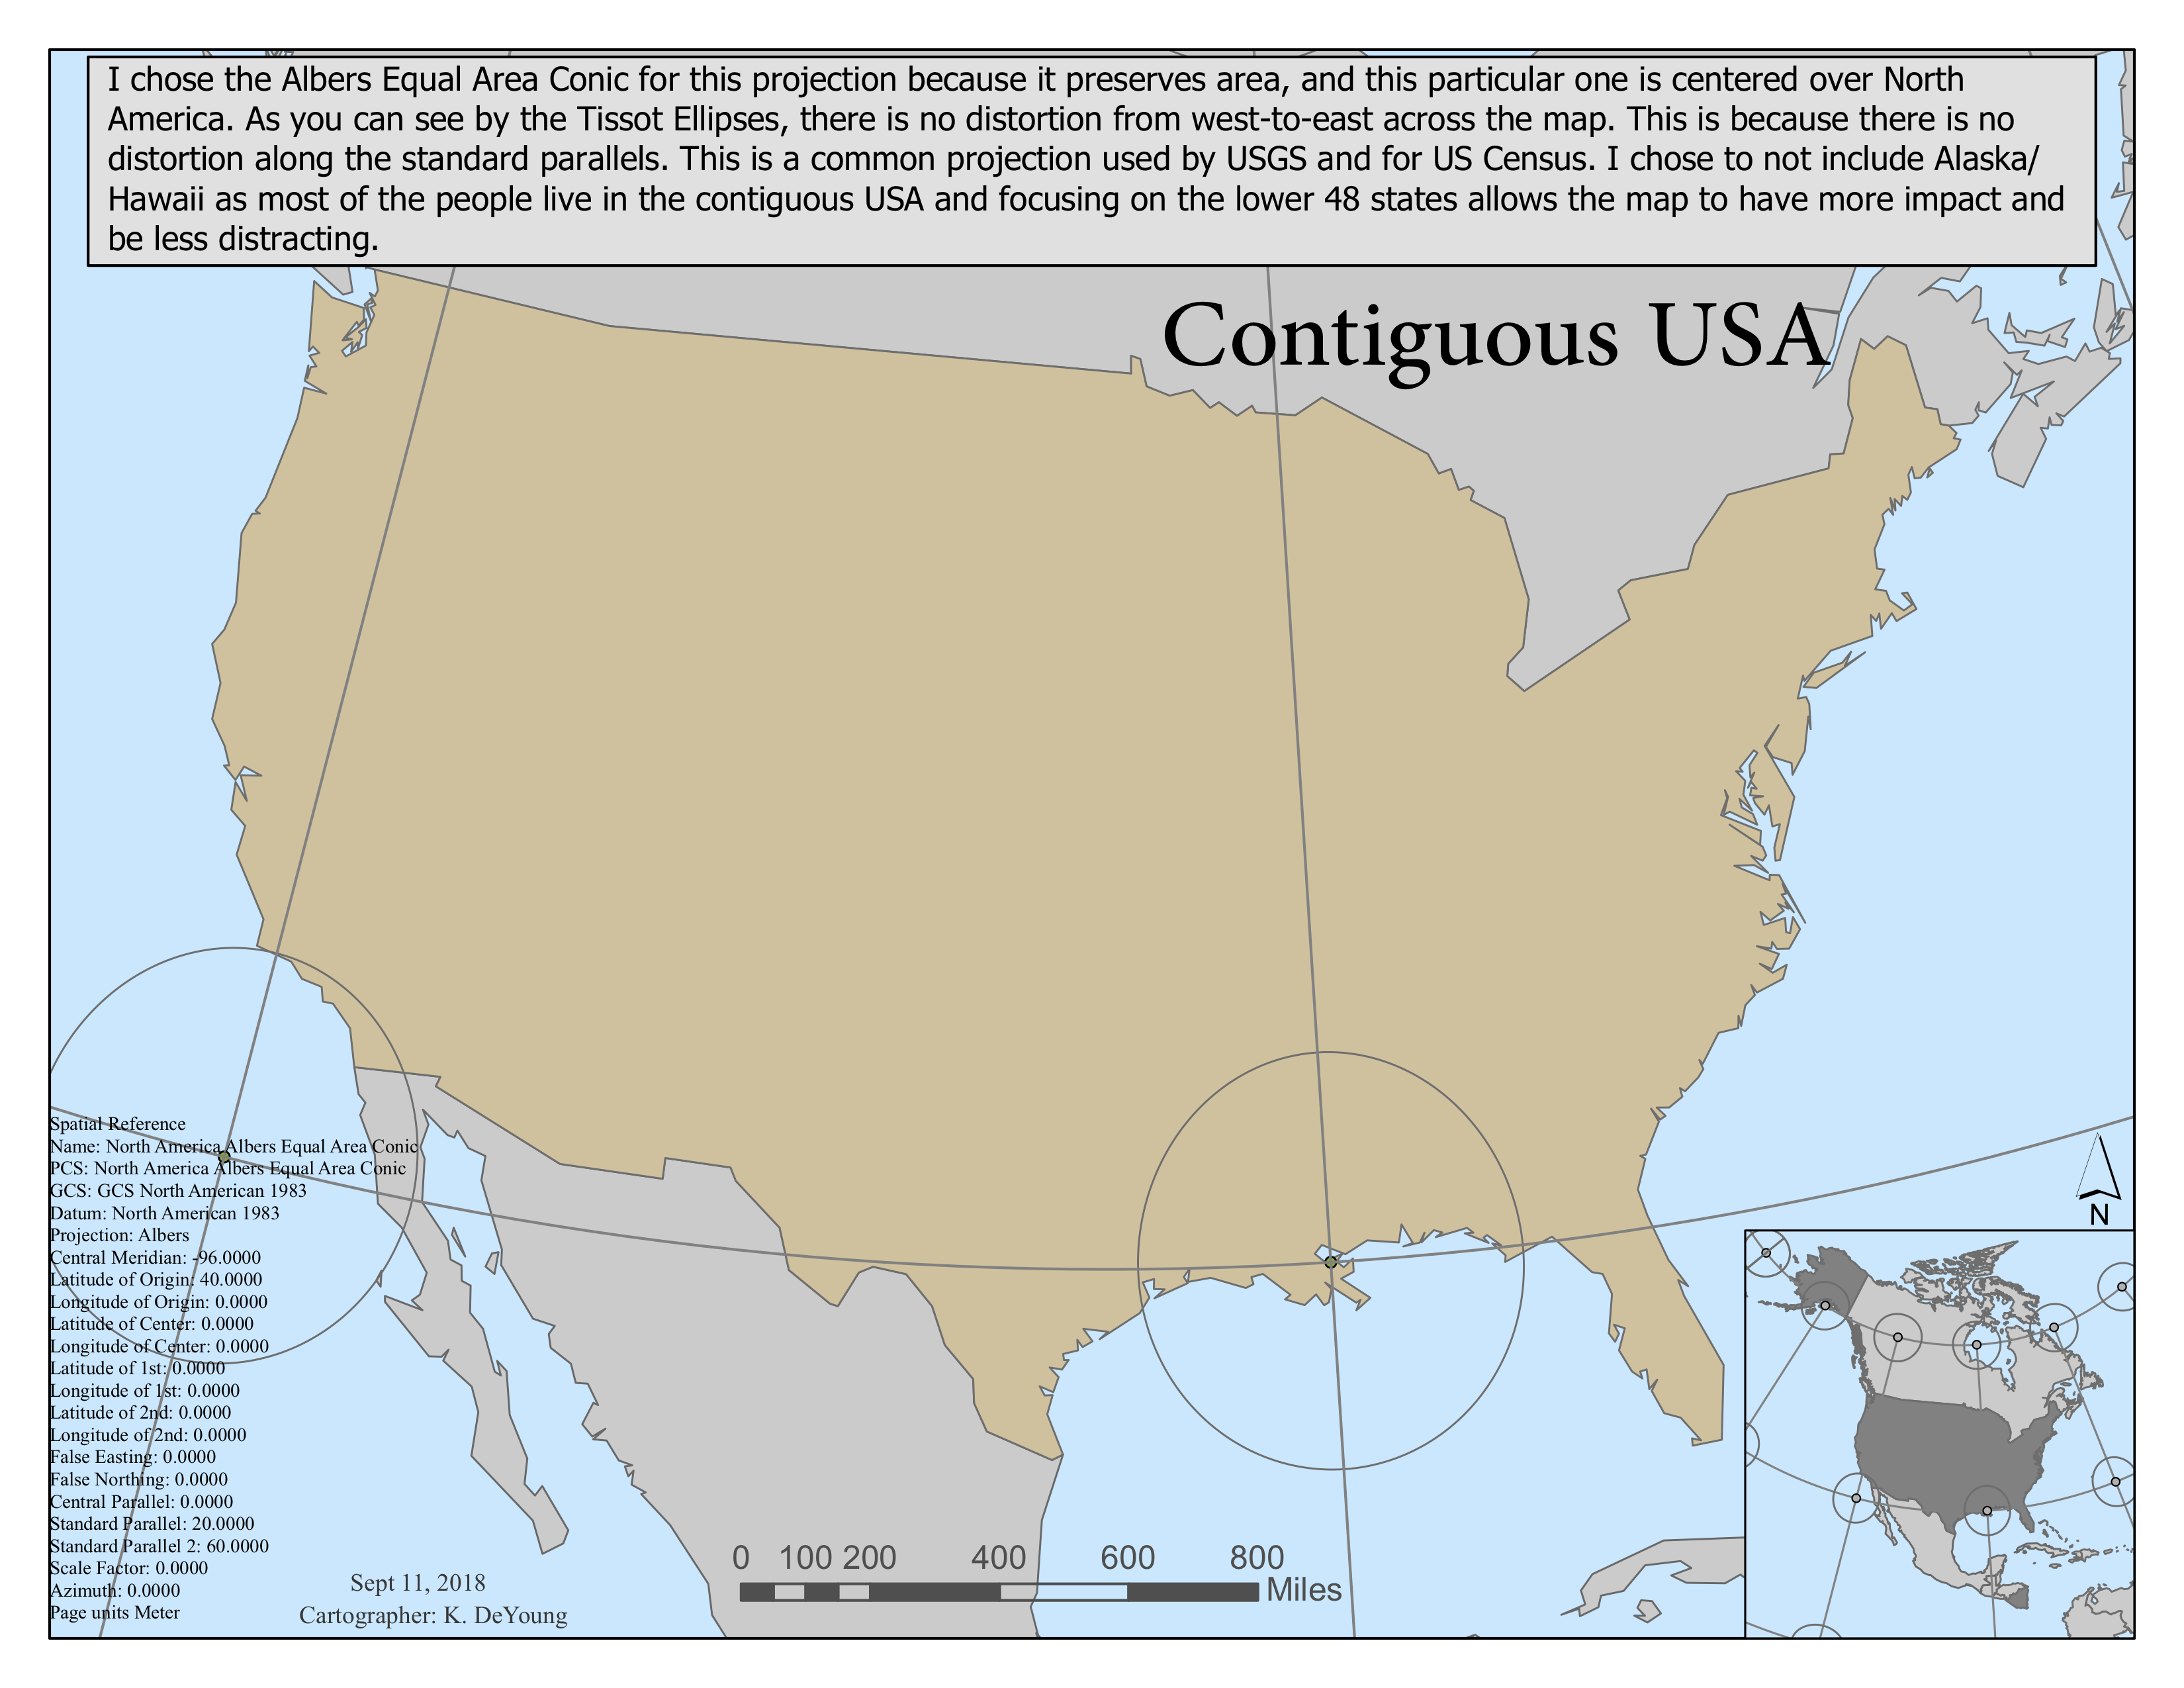 I chose the Albers Equal Area Conic for this projection because it preserves area, and this particular one is centered over North
America. As you can see by the Tissot Ellipses, there is no distortion from west-to-east across the map. This is because there is no
distortion along the standard parallels. This is a common projection used by USGS and for US Census. I chose to not include Alaska/
Hawaii as most of the people live in the contiguous USA and focusing on the lower 48 states allows the map to have more impact and
be less distracting.
Contiguous USA
Spatial Reference
Name: North America Albers Equal Area Conic
PCS: North America Albers Equal Area Conic
GCS: GCS North American 1983
Datum: North American 1983
Projection: Albers
Central Meridian: -96.0000
Latitude of Origin: 40.0000
Longitude of Origin: 0.0000
Latitude of Center: 0.0000
Longitude of Center: 0.0000
Latitude of 1st: 0.0000
Longitude of 1st: 0.0000
Latitude of 2nd: 0.0000
Longitude of 2nd: 0.0000
False Easting: 0.0000
False Northing: 0.0000
Central Parallel: 0.0000
Standard Parallel: 20.0000
Standard Parallel 2: 60.0000
Scale Factor: 0.0000
Azimuth: 0.0000
Page units Meter
Sept 11, 2018
Cartographer: K. DeYoung
0 100 200 400 600 800
Miles
N